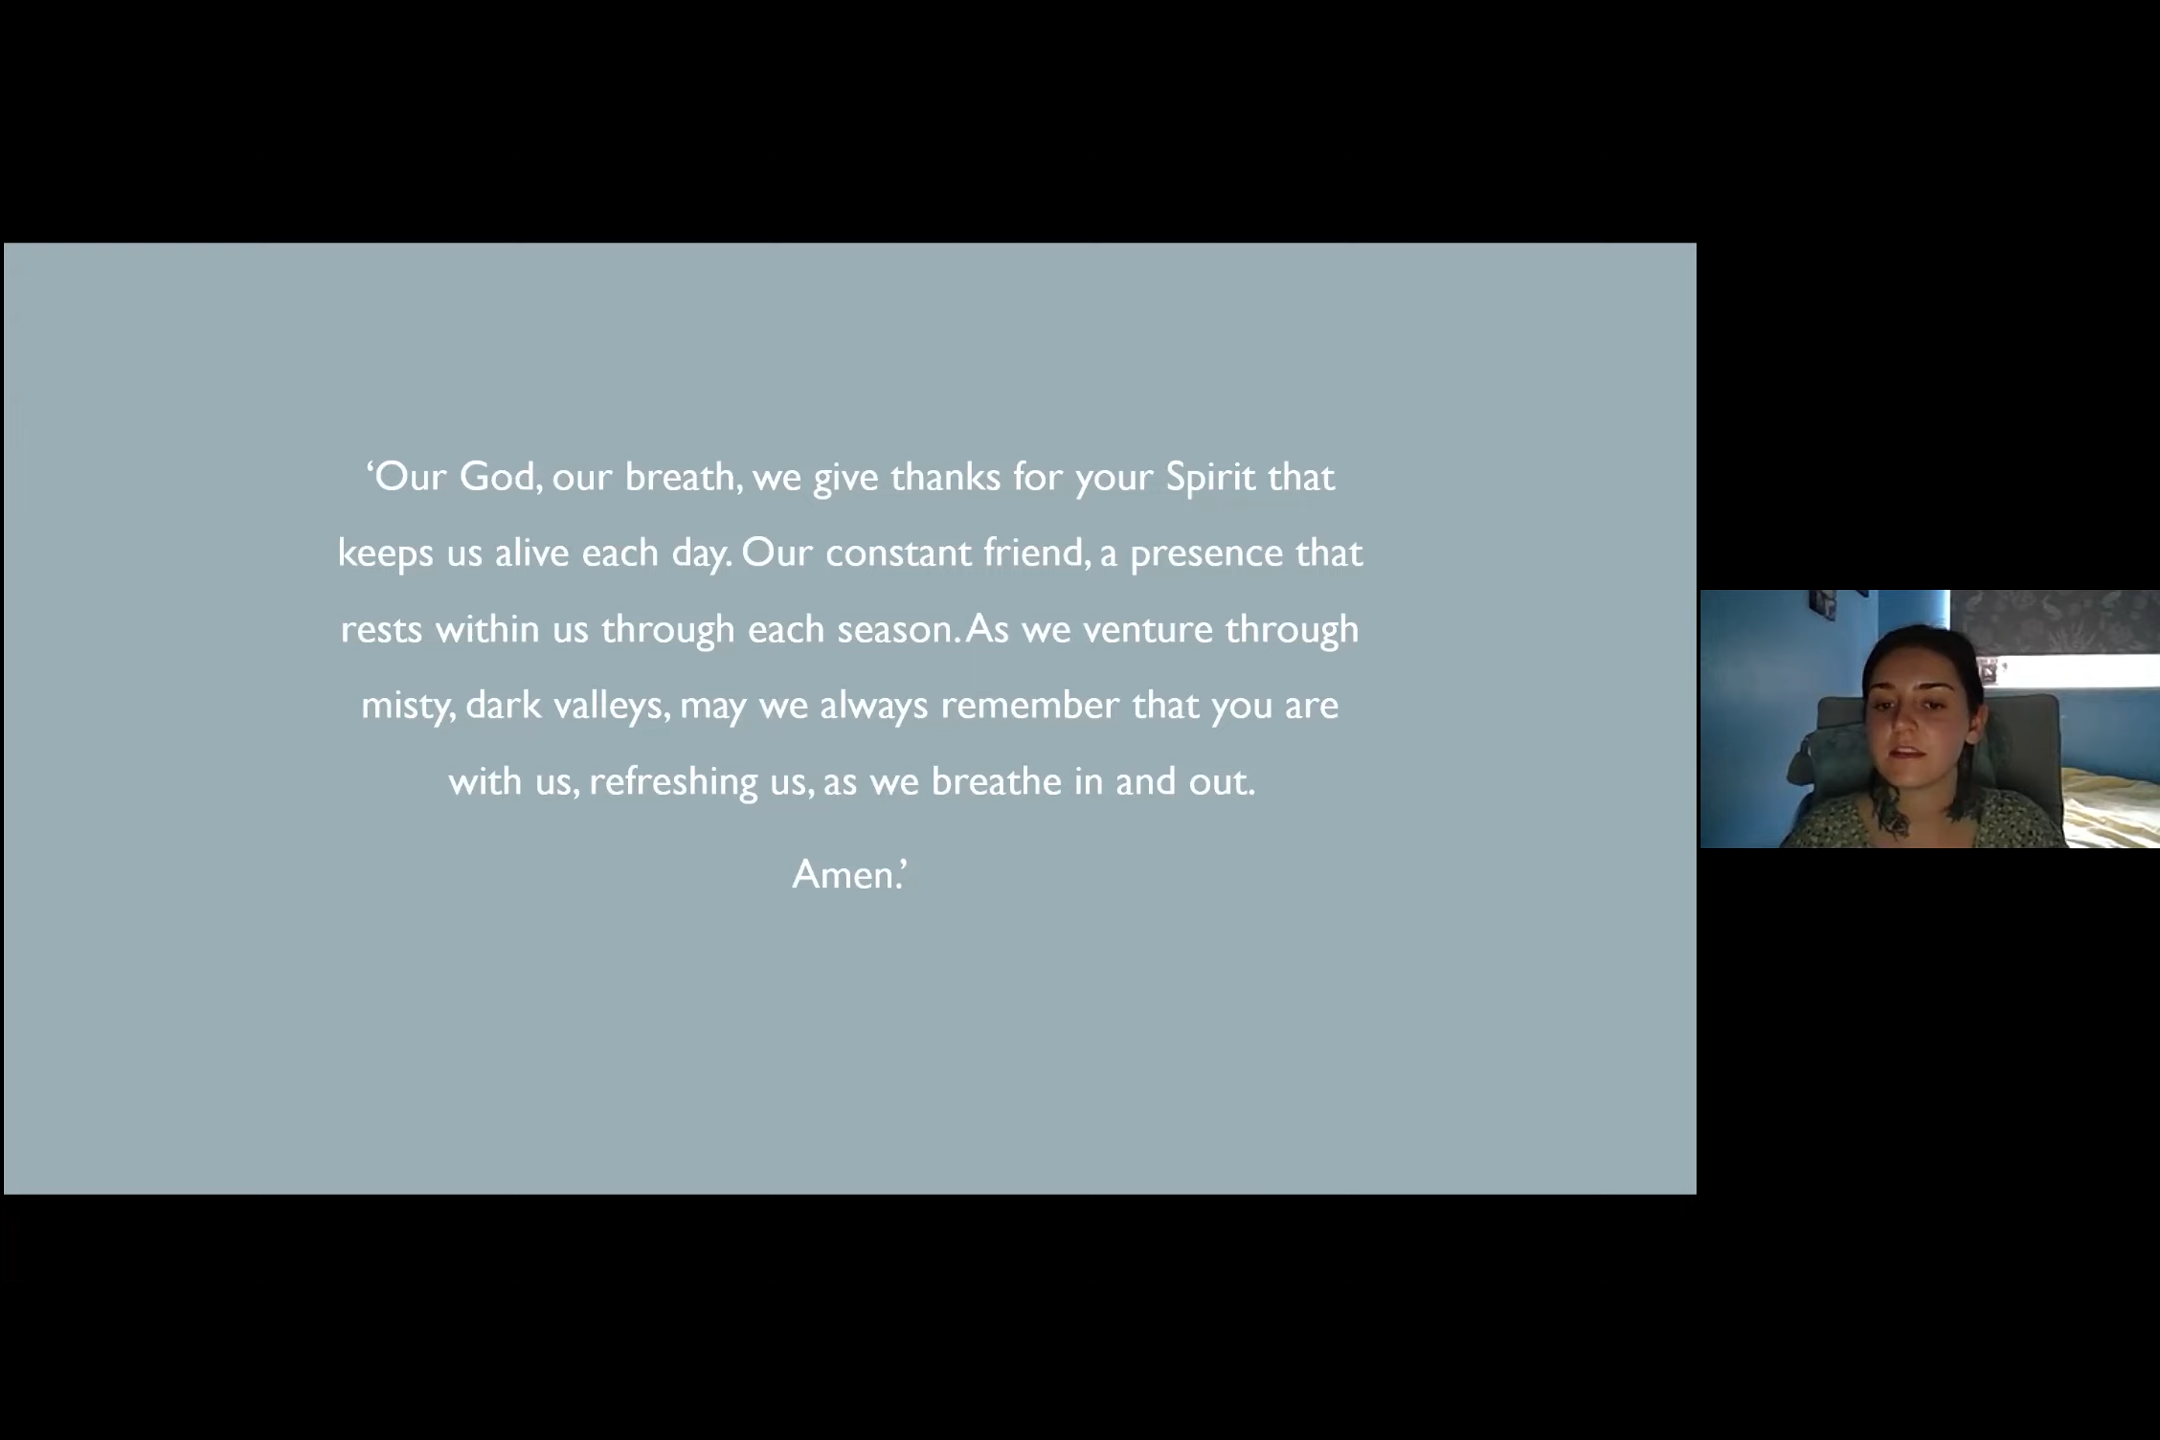 ‘Our God, our breath, we give thanks for your Spirit that
keeps us alive each day. Our constant friend, a presence that
rests within us through each season. As we venture through
misty, dark valleys, may we always remember that you are
with us, refreshing us, as we breathe in and out.
Amen.’